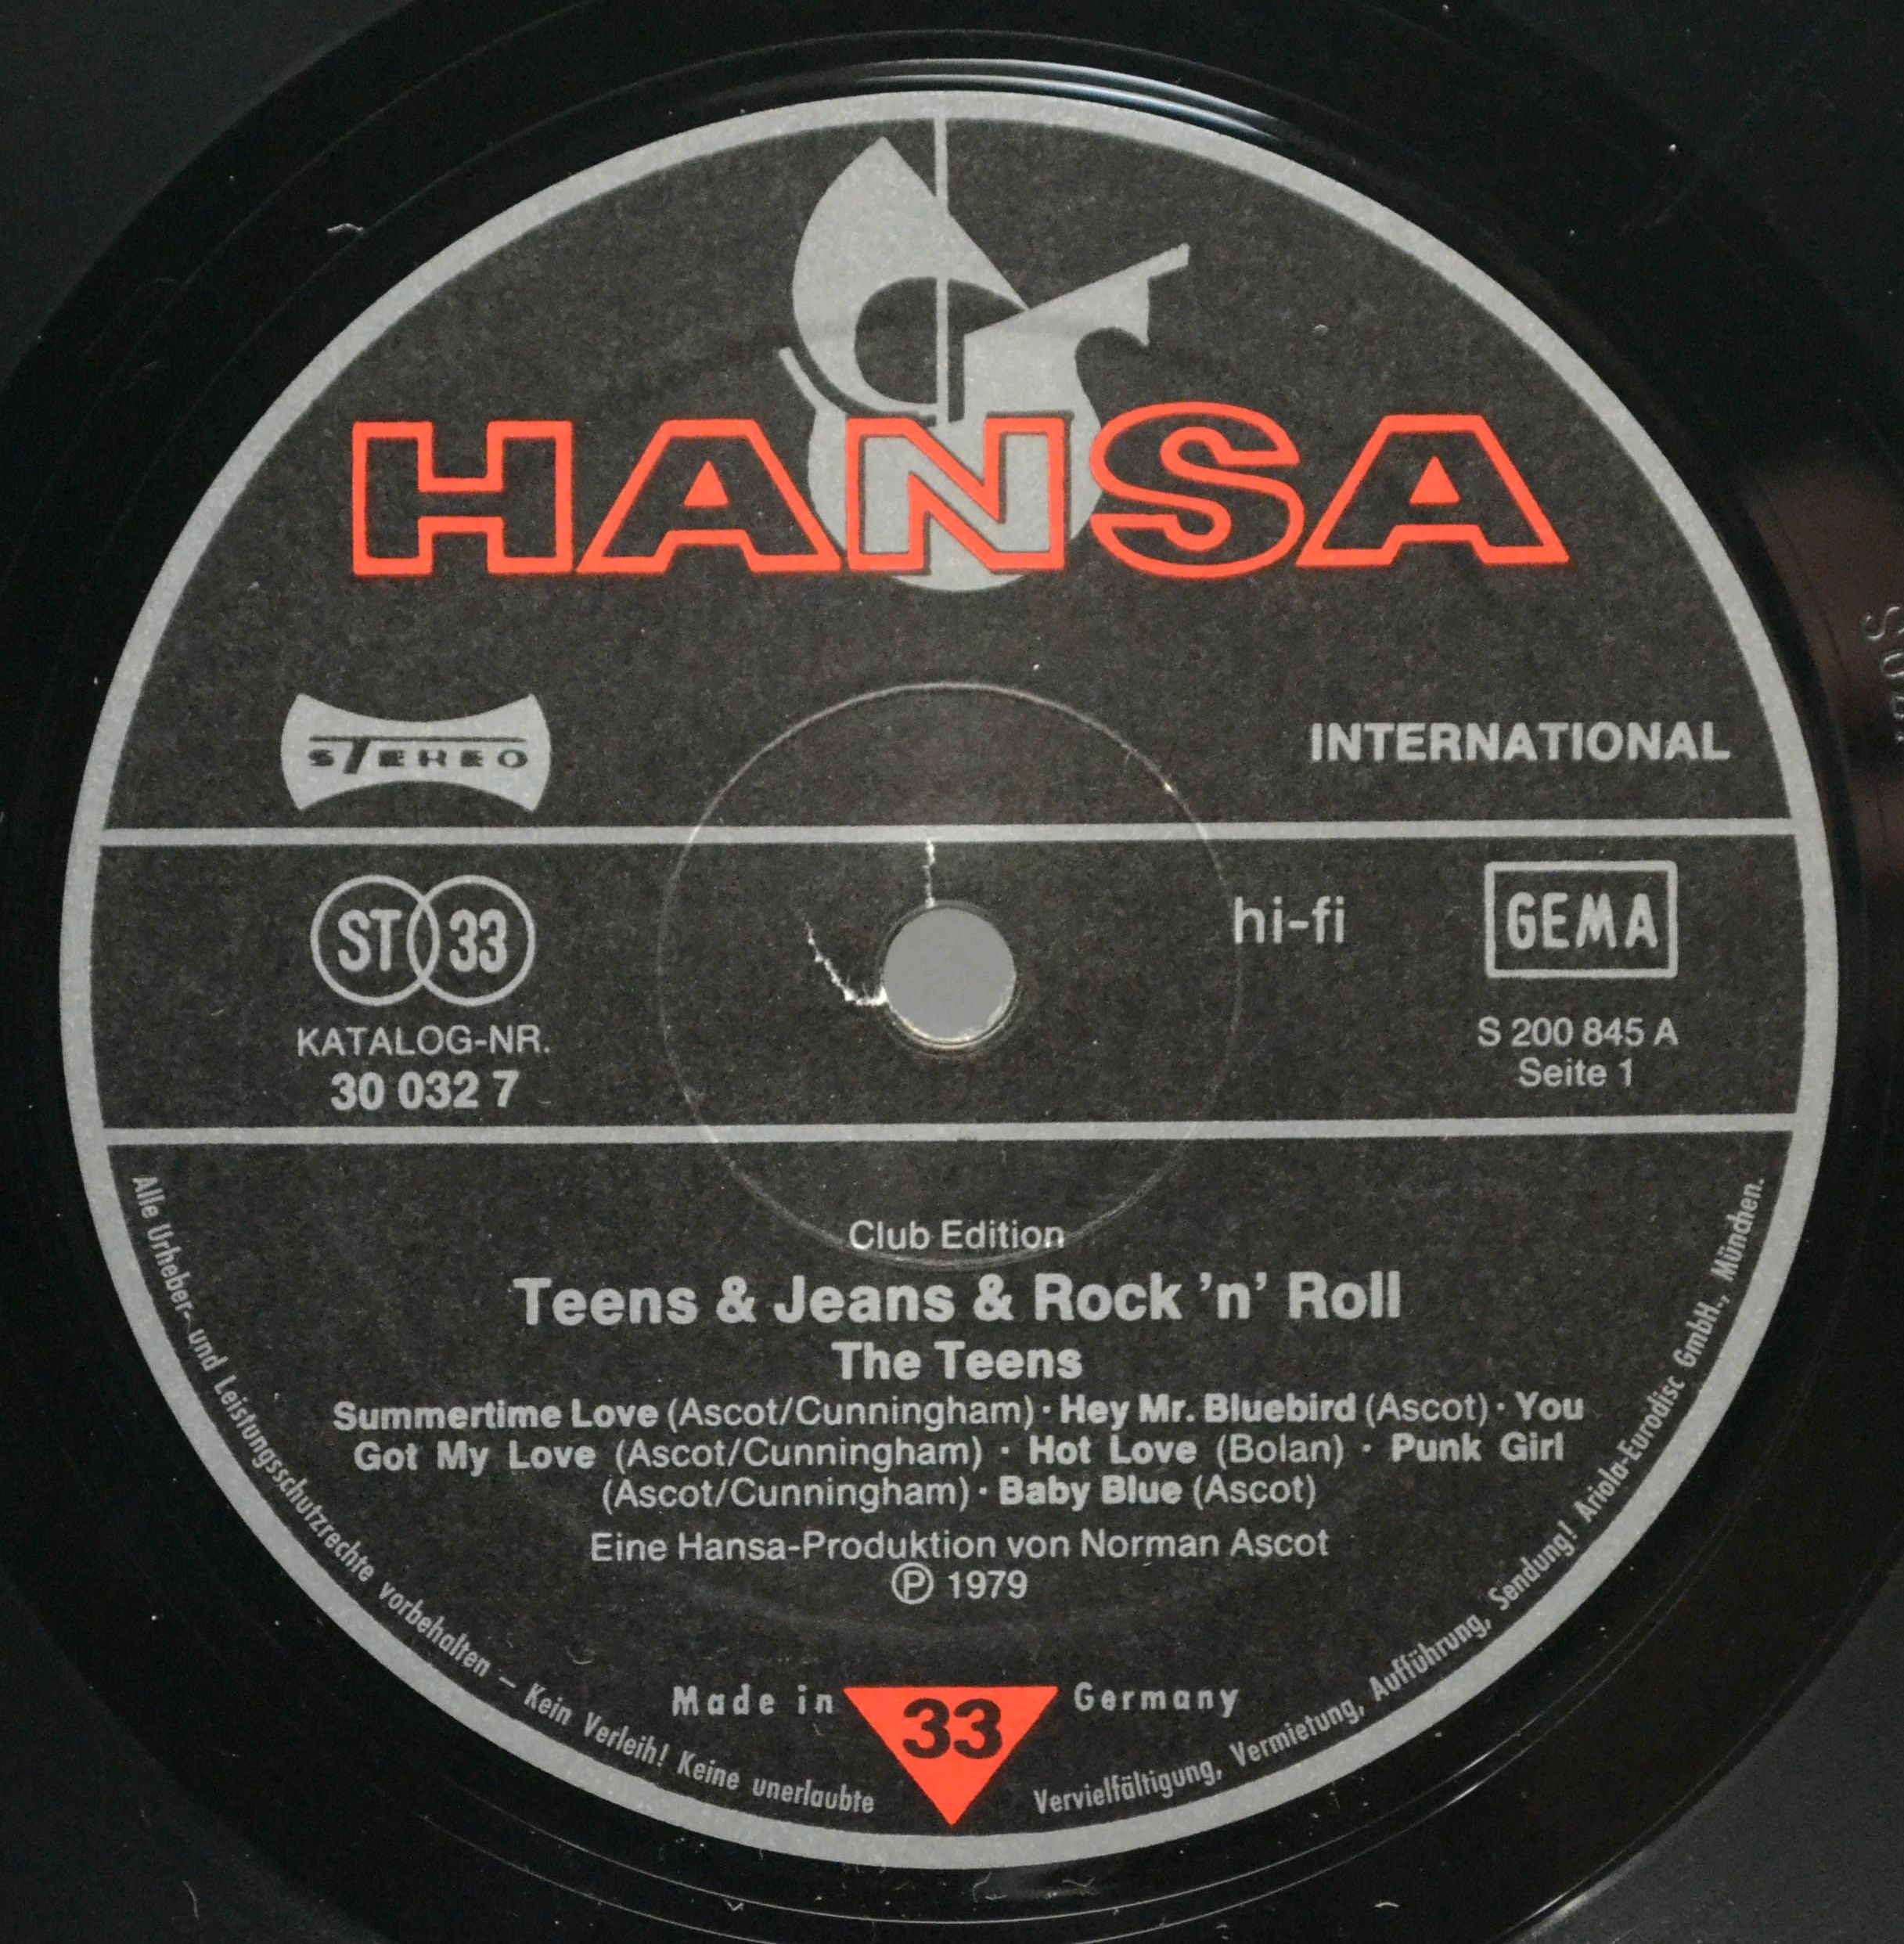 HANSA
STEREO
INTERNATIONAL
ST 33
hi-fi
GEMA
KATALOG-NR.
30 032 7
S 200 845 A
Seite 1
Club Edition
Teens & Jeans & Rock ’n’ Roll
The Teens
Summertime Love (Ascot/Cunningham) · Hey Mr. Bluebird (Ascot) · You
Got My Love (Ascot/Cunningham) · Hot Love (Bolan) · Punk Girl
(Ascot/Cunningham) · Baby Blue (Ascot)
Eine Hansa-Produktion von Norman Ascot
℗ 1979
Made in 33 Germany
Alle Urheber- und Leistungsschutzrechte vorbehalten – Kein Verleih! Keine unerlaubte Vervielfältigung, Vermietung, Aufführung, Sendung! Ariola-Eurodisc GmbH., München.